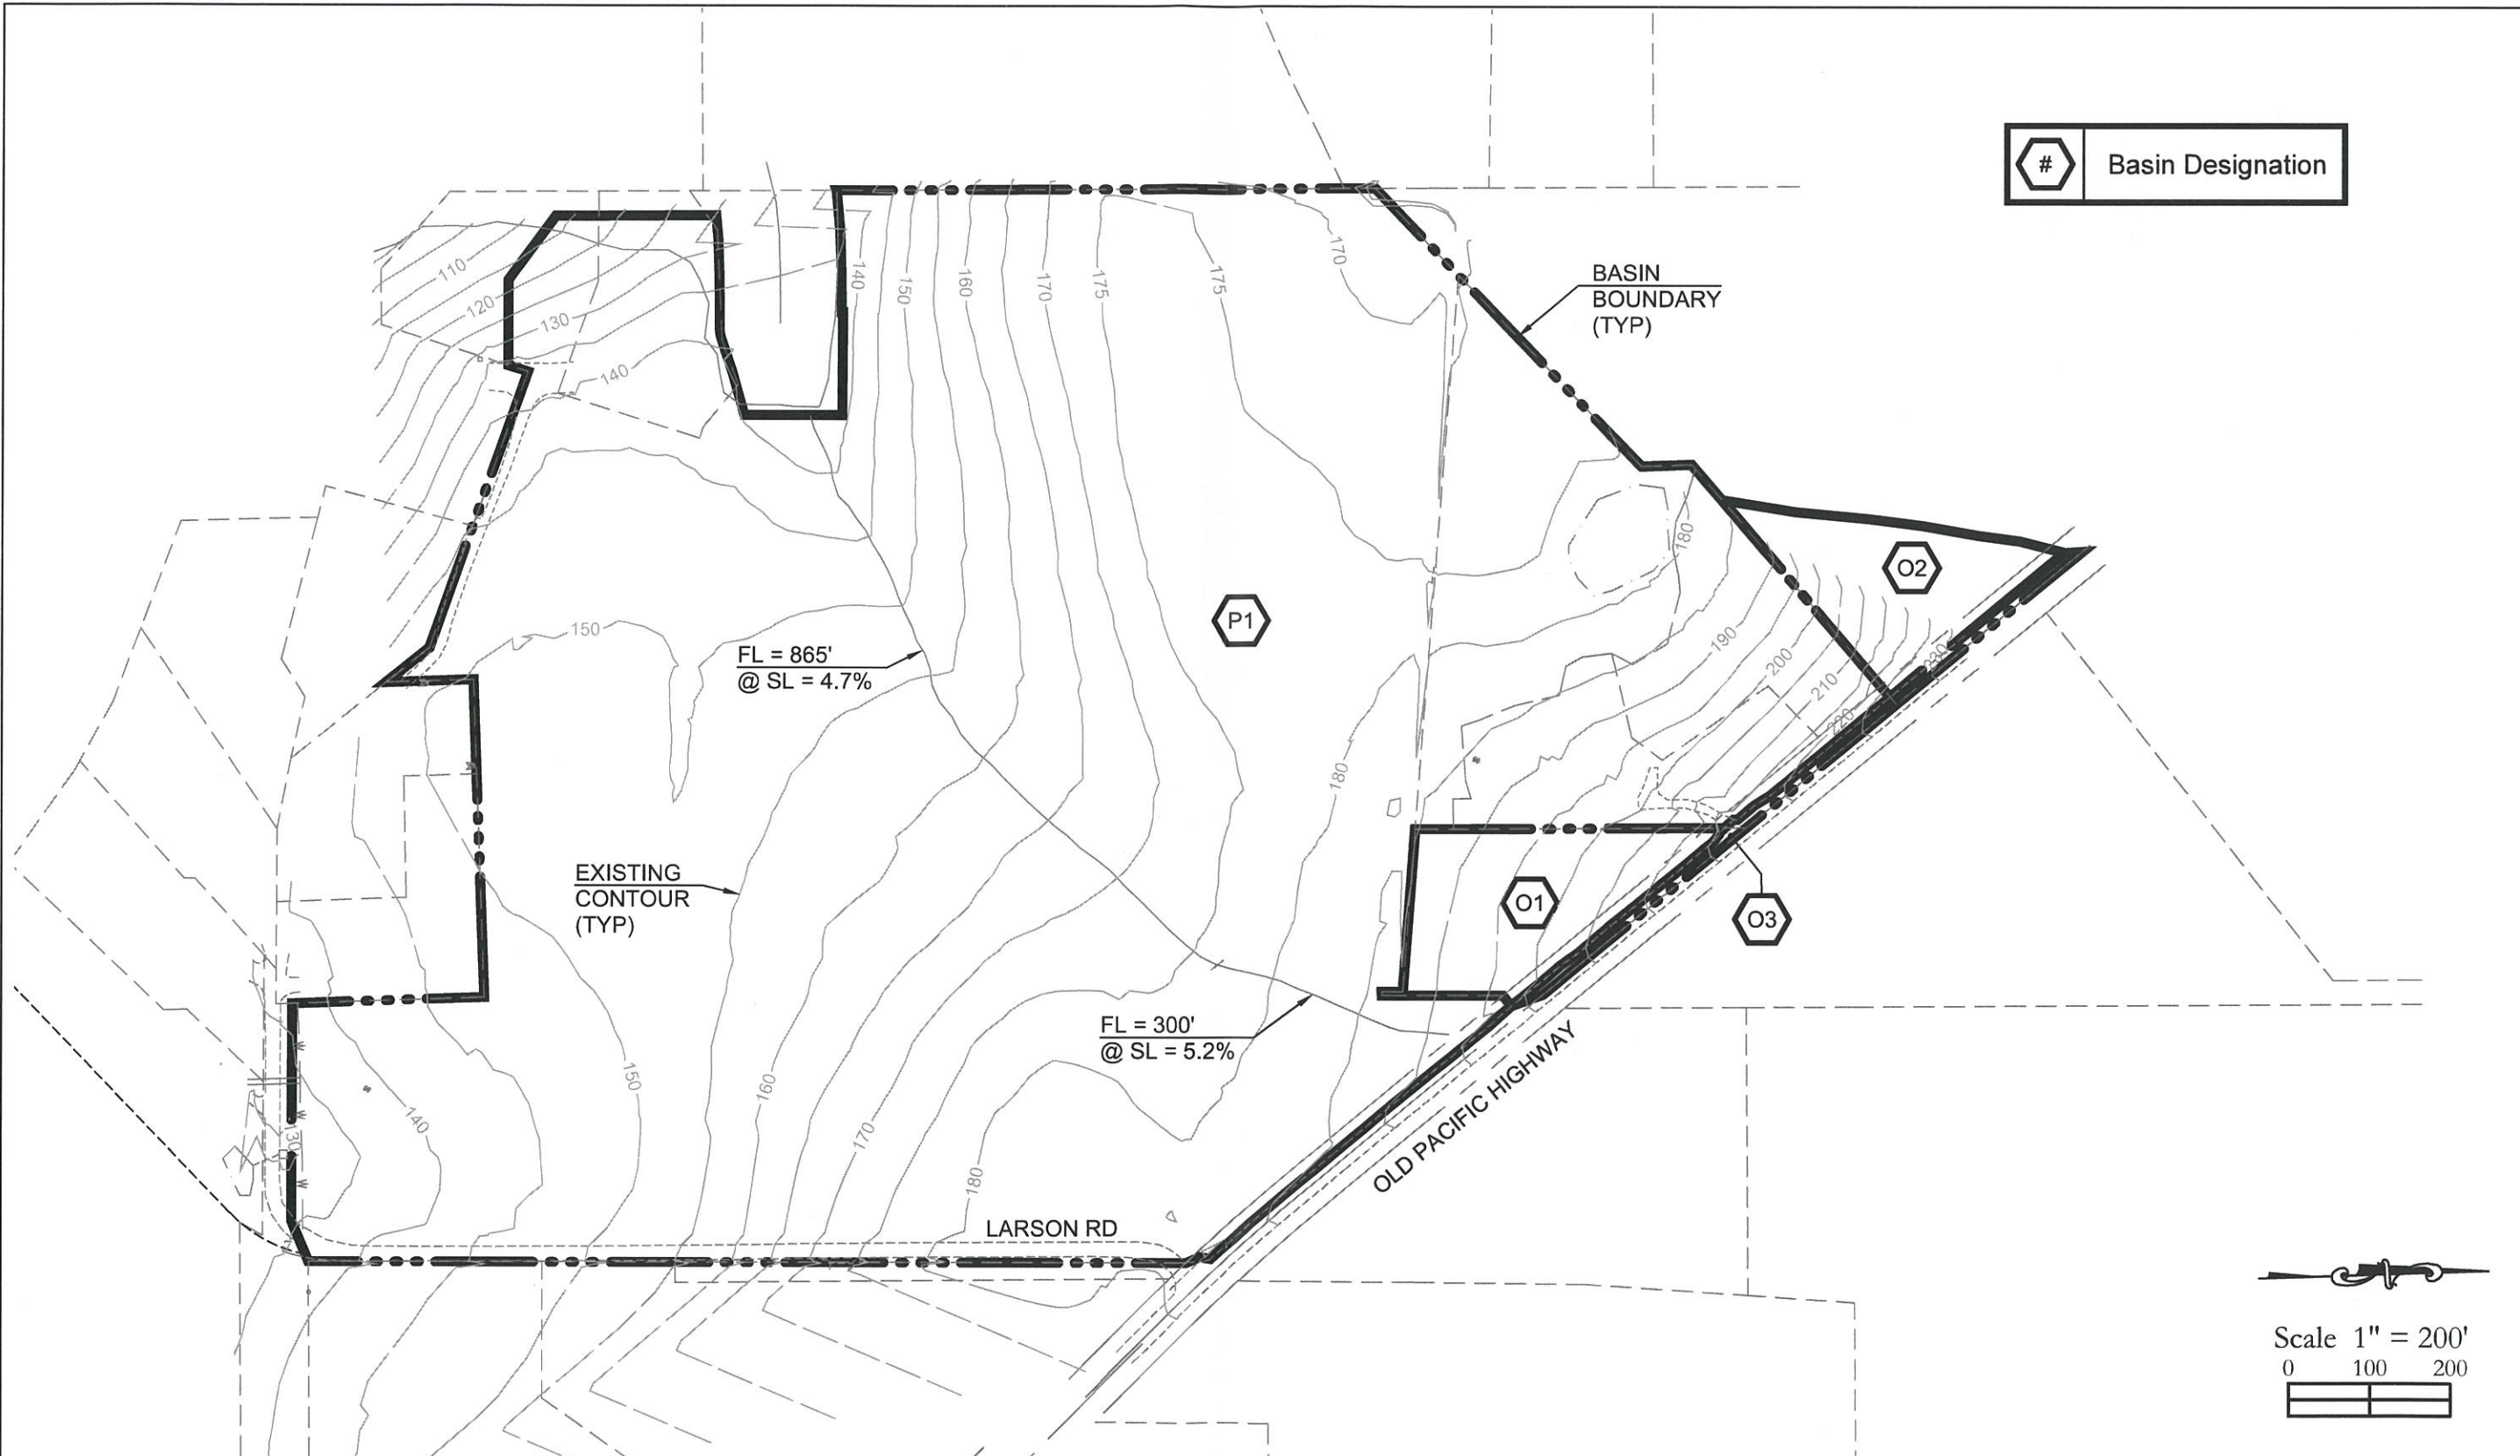 #
Basin Designation
BASIN
BOUNDARY
(TYP)
110
120
130
140
140
150
160
170
175
175
170
180
190
200
210
220
230
O2
P1
150
FL = 865'
@ SL = 4.7%
180
EXISTING
CONTOUR
(TYP)
O1
O3
FL = 300'
@ SL = 5.2%
OLD PACIFIC HIGHWAY
130
140
150
160
170
180
LARSON RD
Scale 1" = 200'
0 100 200